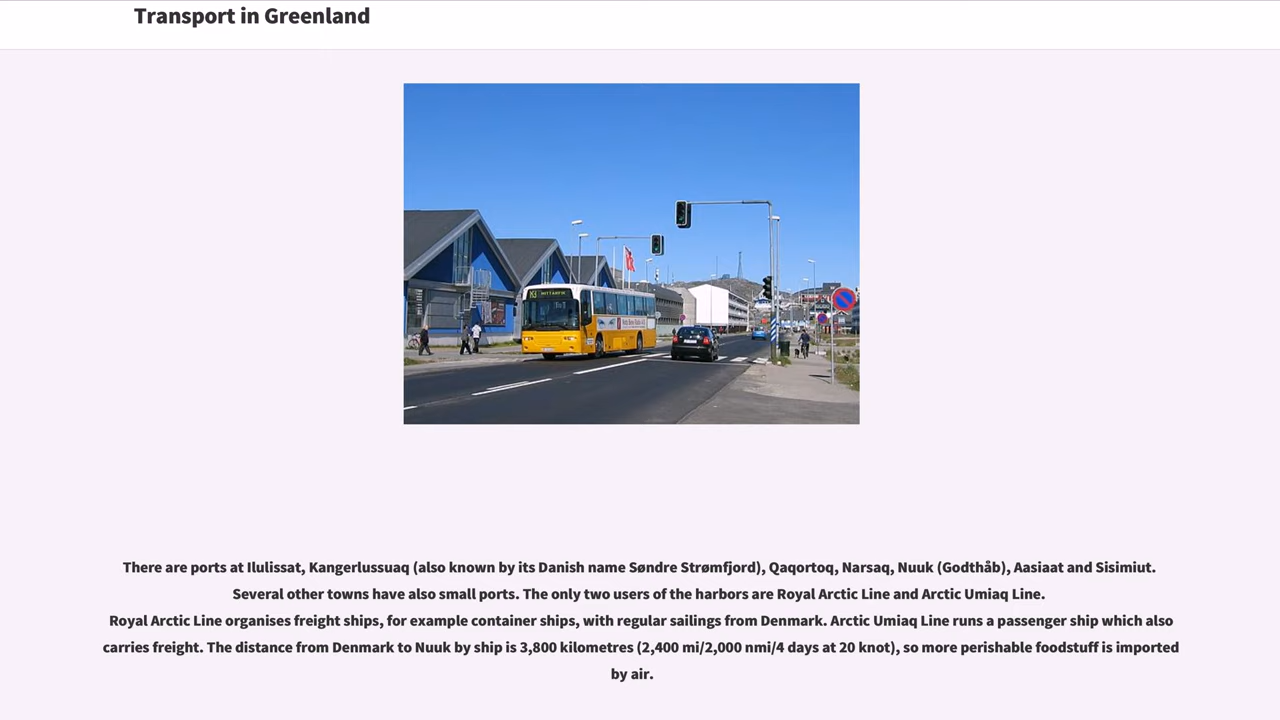 Transport in Greenland
There are ports at Ilulissat, Kangerlussuaq (also known by its Danish name Søndre Strømfjord), Qaqortoq, Narsaq, Nuuk (Godthåb), Aasiaat and Sisimiut.
Several other towns have also small ports. The only two users of the harbors are Royal Arctic Line and Arctic Umiaq Line.
Royal Arctic Line organises freight ships, for example container ships, with regular sailings from Denmark. Arctic Umiaq Line runs a passenger ship which also
carries freight. The distance from Denmark to Nuuk by ship is 3,800 kilometres (2,400 mi/2,000 nmi/4 days at 20 knot), so more perishable foodstuff is imported
by air.